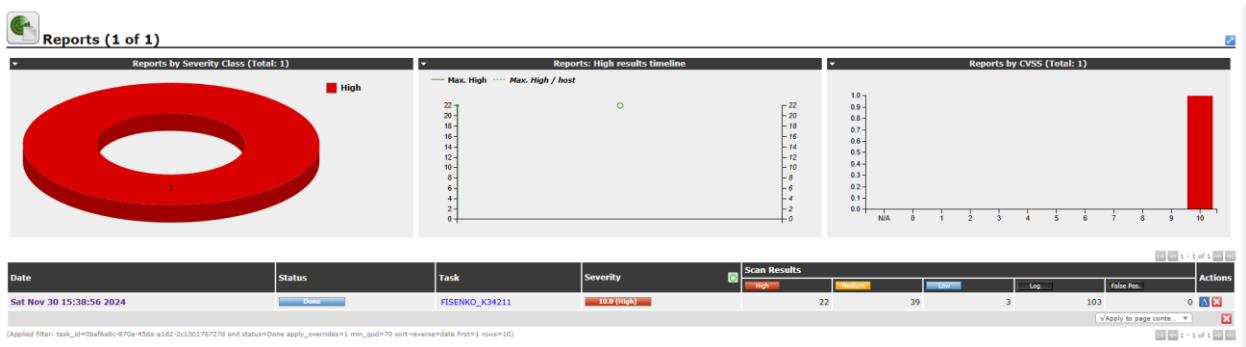 Reports (1 of 1)
Reports by Severity Class (Total: 1)
High
1
Reports: High results timeline
Max. High Max. High / host
22 22
20 20
18 18
16 16
14 14
12 12
10 10
8 8
6 6
4 4
2 2
0 0
Reports by CVSS (Total: 1)
1.0
0.9
0.8
0.7
0.6
0.5
0.4
0.3
0.2
0.1
0.0
N/A 0 1 2 3 4 5 6 7 8 9 10
1 - 1 of 1
Date Status Task Severity Scan Results Actions
High Medium Low Log False Pos.
Sat Nov 30 15:38:56 2024 Done FISENKO_K34211 10.0 (High) 22 39 3 103 0
√Apply to page conte...
(Applied filter: task_id=0bef6a8c-870a-45da-a1d2-2c100176727d and status=Done apply_overrides=1 min_qod=70 sort-reverse=date first=1 rows=10)
1 - 1 of 1